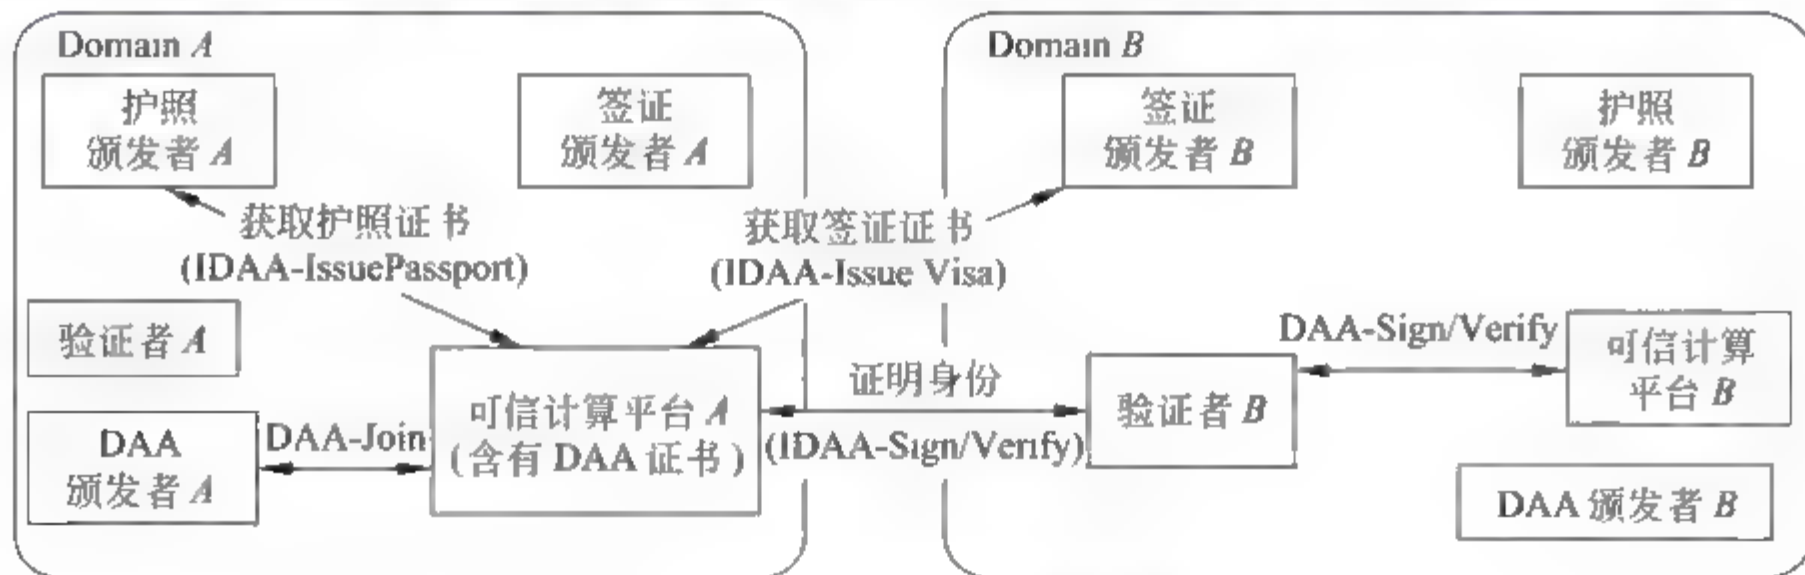 Domain A
Domain B
护照
颁发者 A
签证
颁发者 A
签证
颁发者 B
护照
颁发者 B
获取护照证书
(IDAA-IssuePassport)
获取签证证书
(IDAA-Issue Visa)
验证者 A
DAA
颁发者 A
DAA-Join
可信计算平台 A
(含有 DAA 证书)
证明身份
(IDAA-Sign/Verify)
验证者 B
DAA-Sign/Verify
可信计算
平台 B
DAA 颁发者 B